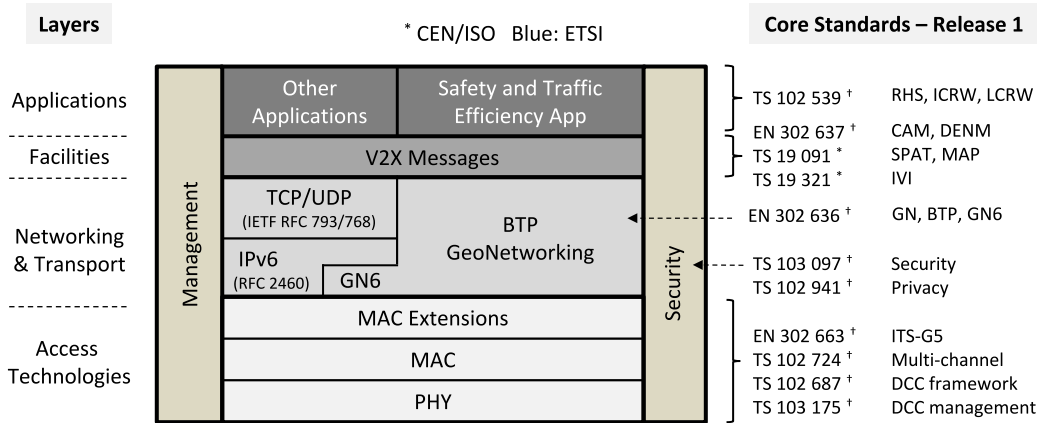 Layers
* CEN/ISO Blue: ETSI
Core Standards – Release 1
Applications
Facilities
Networking
& Transport
Access
Technologies
Management
Other
Applications
Safety and Traffic
Efficiency App
V2X Messages
TCP/UDP
(IETF RFC 793/768)
IPv6
(RFC 2460)
GN6
BTP
GeoNetworking
MAC Extensions
MAC
PHY
Security
TS 102 539 † RHS, ICRW, LCRW
EN 302 637 † CAM, DENM
TS 19 091 * SPAT, MAP
TS 19 321 * IVI
EN 302 636 † GN, BTP, GN6
TS 103 097 † Security
TS 102 941 † Privacy
EN 302 663 † ITS-G5
TS 102 724 † Multi-channel
TS 102 687 † DCC framework
TS 103 175 † DCC management